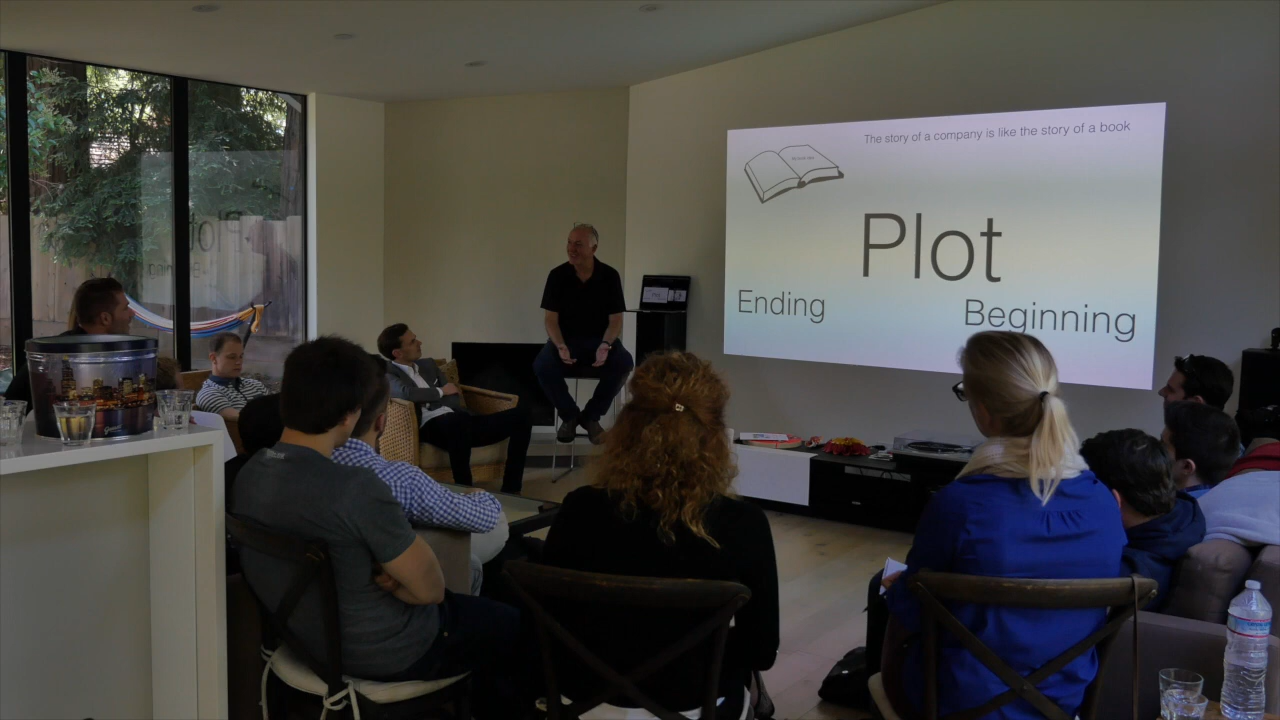 The story of a company is like the story of a book
Plot
Ending
Beginning